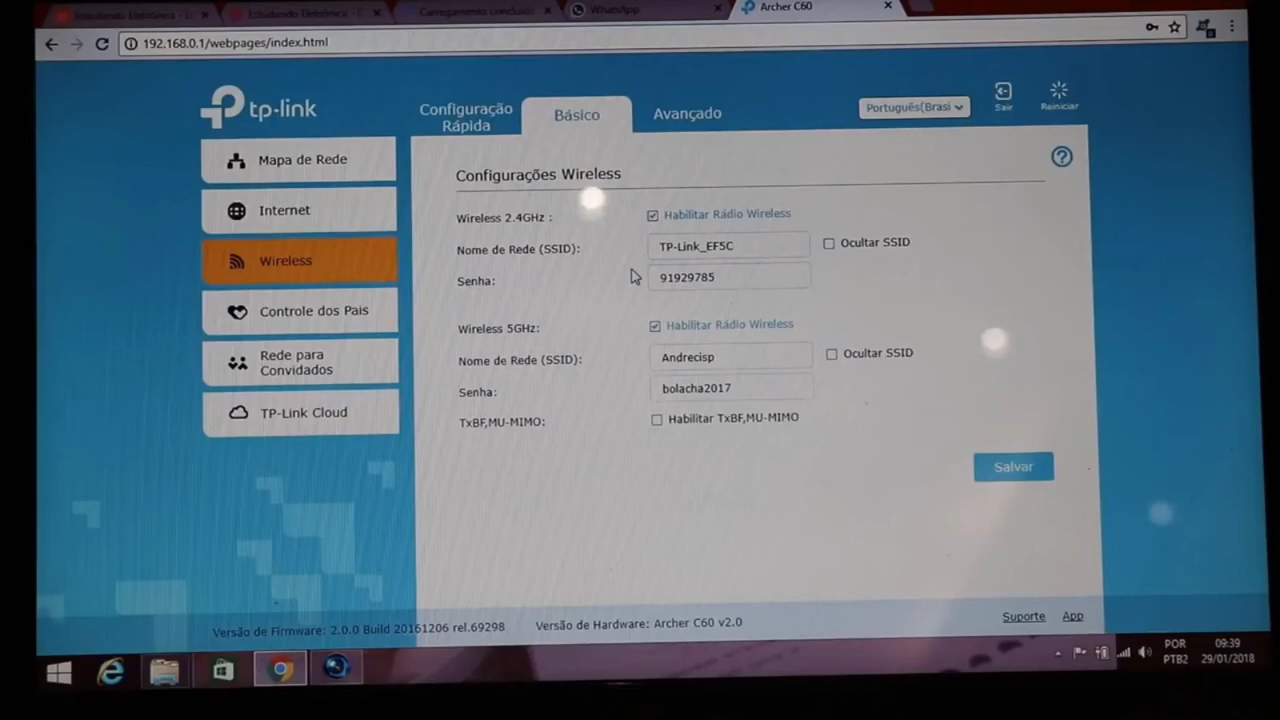 Estudando Eletrônica -
Carregamento concluíd
WhatsApp
Archer C60
192.168.0.1/webpages/index.html
tp-link
Configuração
Rápida
Básico
Avançado
Português(Brasi
Sair
Reiniciar
Mapa de Rede
Internet
Wireless
Controle dos Pais
Rede para
Convidados
TP-Link Cloud
Configurações Wireless
Wireless 2.4GHz :
Habilitar Rádio Wireless
Nome de Rede (SSID):
TP-Link_EF5C
Ocultar SSID
Senha:
91929785
Wireless 5GHz:
Habilitar Rádio Wireless
Nome de Rede (SSID):
Andrecisp
Ocultar SSID
Senha:
bolacha2017
TxBF,MU-MIMO:
Habilitar TxBF,MU-MIMO
Salvar
Versão de Firmware: 2.0.0 Build 20161206 rel.69298
Versão de Hardware: Archer C60 v2.0
Suporte
App
POR
PTB2
09:39
29/01/2018